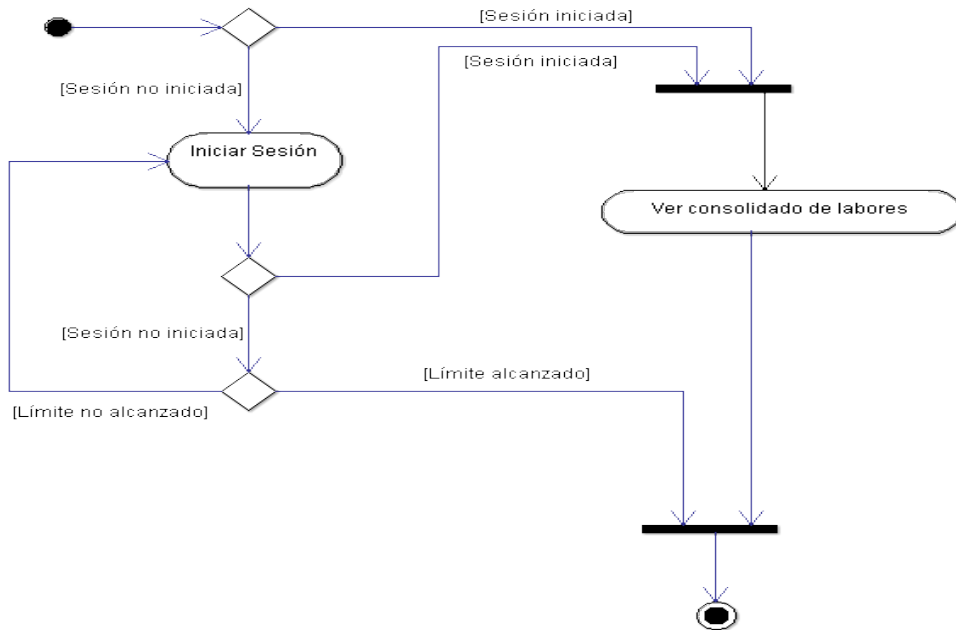 [Sesión iniciada]
[Sesión iniciada]
[Sesión no iniciada]
Iniciar Sesión
Ver consolidado de labores
[Sesión no iniciada]
[Límite alcanzado]
[Límite no alcanzado]